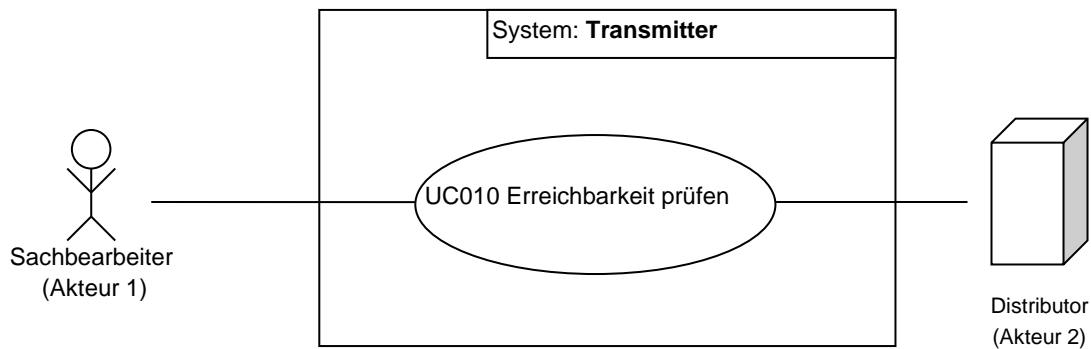 System: Transmitter
UC010 Erreichbarkeit prüfen
Sachbearbeiter
(Akteur 1)
Distributor
(Akteur 2)